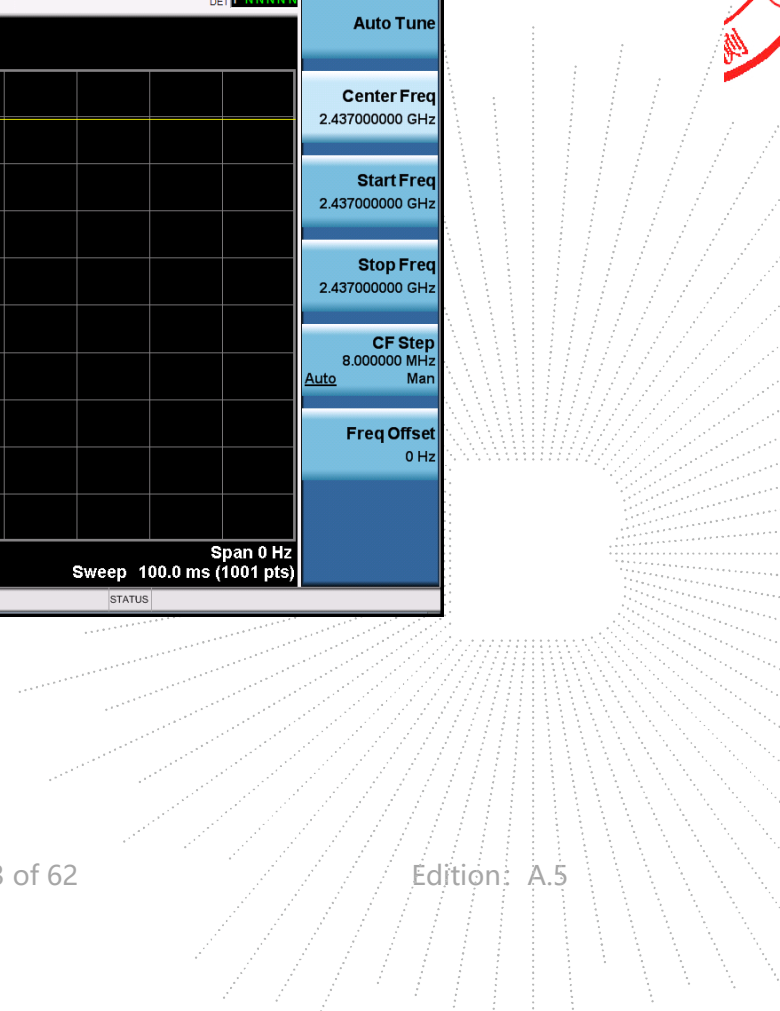 DET
Auto Tune
Center Freq
2.437000000 GHz
Start Freq
2.437000000 GHz
Stop Freq
2.437000000 GHz
CF Step
8.000000 MHz
Auto Man
Freq Offset
0 Hz
Span 0 Hz
Sweep 100.0 ms (1001 pts)
STATUS
of 62
Edition: A.5